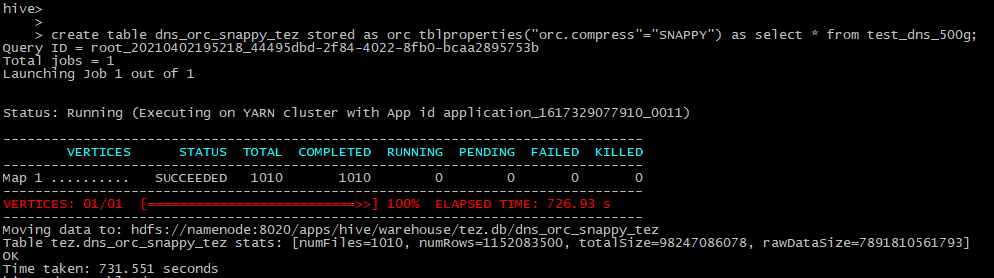 hive>
    >
    > create table dns_orc_snappy_tez stored as orc tblproperties("orc.compress"="SNAPPY") as select * from test_dns_500g;
Query ID = root_20210402195218_44495dbd-2f84-4022-8fb0-bcaa2895753b
Total jobs = 1
Launching Job 1 out of 1
Status: Running (Executing on YARN cluster with App id application_1617329077910_0011)
--------------------------------------------------------------------------------
        VERTICES      STATUS  TOTAL  COMPLETED  RUNNING  PENDING  FAILED  KILLED
--------------------------------------------------------------------------------
Map 1 ..........   SUCCEEDED   1010       1010        0        0       0       0
--------------------------------------------------------------------------------
VERTICES: 01/01  [==========================>>] 100%  ELAPSED TIME: 726.93 s
--------------------------------------------------------------------------------
Moving data to: hdfs://namenode:8020/apps/hive/warehouse/tez.db/dns_orc_snappy_tez
Table tez.dns_orc_snappy_tez stats: [numFiles=1010, numRows=1152083500, totalSize=98247086078, rawDataSize=7891810561793]
OK
Time taken: 731.551 seconds